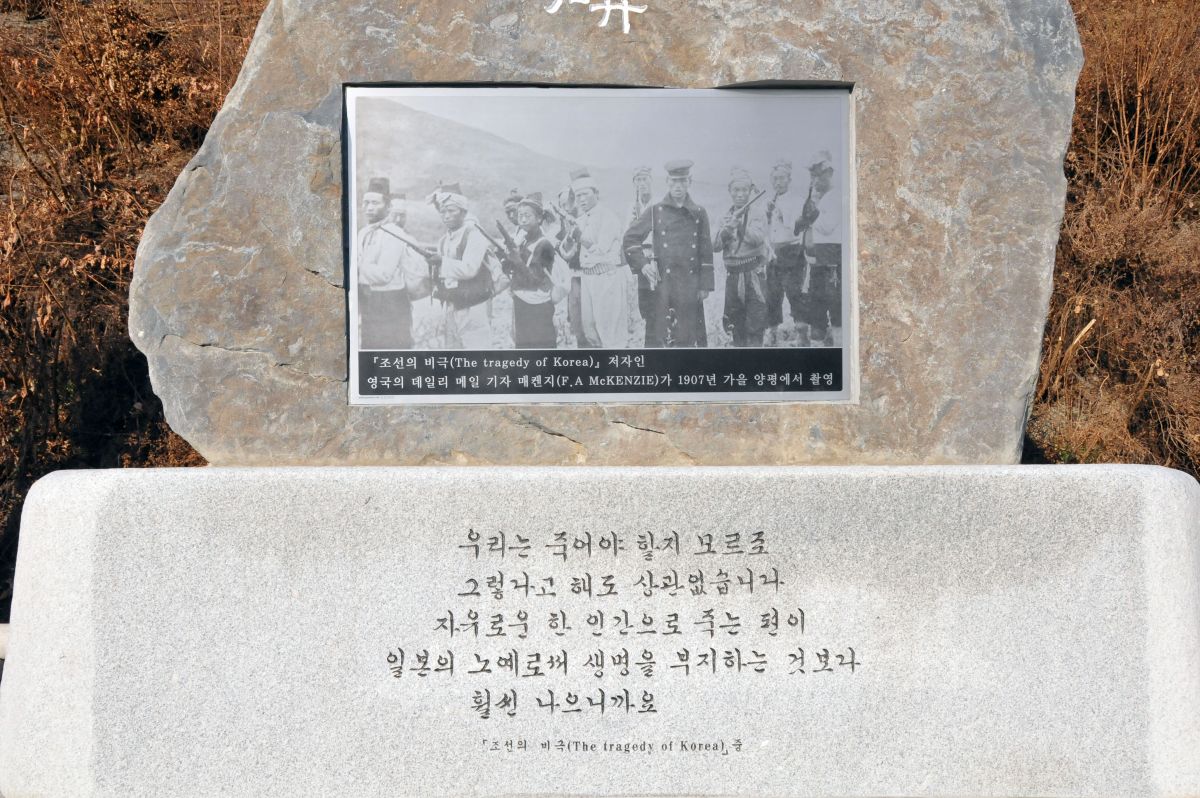 『조선의 비극(The tragedy of Korea)』 저자인
영국의 데일리 메일 기자 매켄지(F.A McKENZIE)가 1907년 가을 양평에서 촬영
우리는 죽어야 할지 모르죠
그렇다고 해도 상관없습니다
자유로운 한 인간으로 죽는 편이
일본의 노예로써 생명을 부지하는 것보다
훨씬 나으니까요
「조선의 비극(The tragedy of Korea)」중